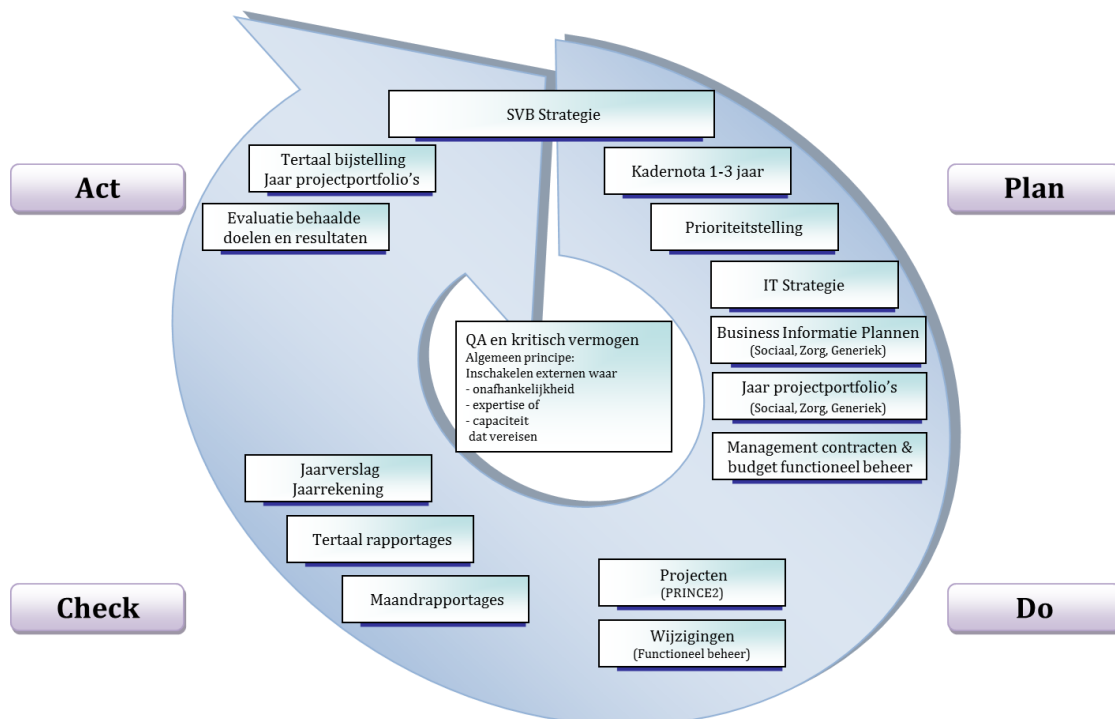 SVB Strategie
Act
Tertaal bijstelling
Jaar projectportfolio's
Evaluatie behaalde
doelen en resultaten
Kadernota 1-3 jaar
Plan
Prioriteitstelling
IT Strategie
Business Informatie Plannen
(Sociaal, Zorg, Generiek)
Jaar projectportfolio's
(Sociaal, Zorg, Generiek)
Management contracten &
budget functioneel beheer
QA en kritisch vermogen
Algemeen principe:
Inschakelen externen waar
- onafhankelijkheid
- expertise of
- capaciteit
dat vereisen
Jaarverslag
Jaarrekening
Tertaal rapportages
Maandrapportages
Check
Projecten
(PRINCE2)
Wijzigingen
(Functioneel beheer)
Do